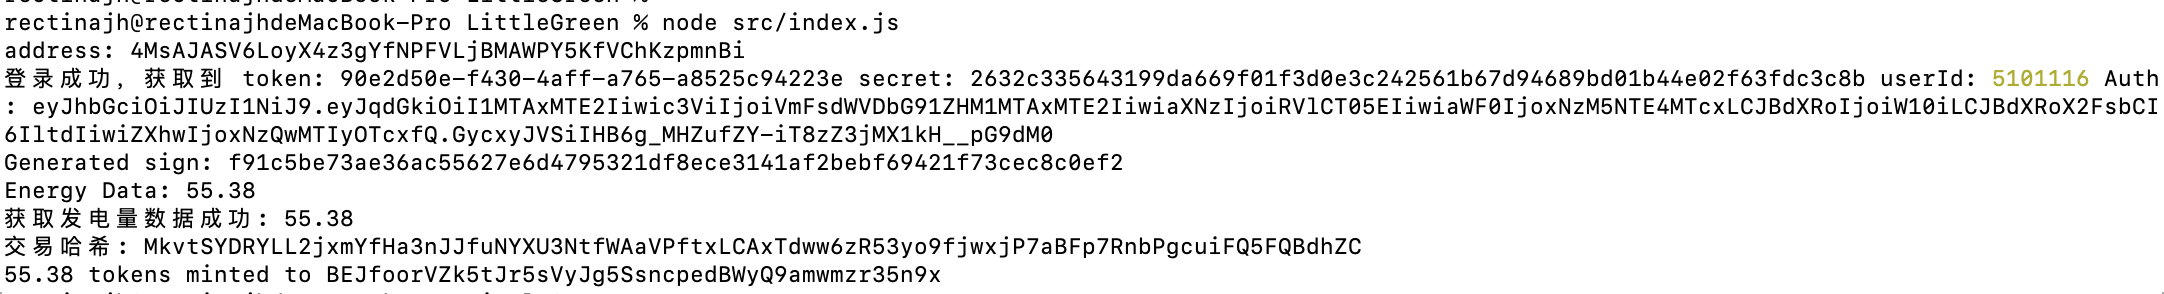 rectinajh@rectinajhdeMacBook-Pro LittleGreen % node src/index.js
address: 4MsAJASV6LoyX4z3gYfNPFVLjBMAWPY5KfVChKzpmnBi
登录成功, 获取到 token: 90e2d50e-f430-4aff-a765-a8525c94223e secret: 2632c335643199da669f01f3d0e3c242561b67d94689bd01b44e02f63fdc3c8b userId: 5101116 Auth
: eyJhbGciOiJIUzI1NiJ9.eyJqdGkiOiI1MTAxMTE2Iiwic3ViIjoiVmFsdWVDbG91ZHM1MTAxMTE2IiwiaXNzIjoiRVlCT05EIiwiaWF0IjoxNzM5NTE4MTcxLCJBdXRoIjoiW10iLCJBdXRoX2FsbCI
6IltdIiwiZXhwIjoxNzQwMTIyOTcxfQ.GycxyJVSiIHB6g_MHZufZY-iT8zZ3jMX1kH__pG9dM0
Generated sign: f91c5be73ae36ac55627e6d4795321df8ece3141af2bebf69421f73cec8c0ef2
Energy Data: 55.38
获取发电量数据成功: 55.38
交易哈希: MkvtSYDRYLL2jxmYfHa3nJJfuNYXU3NtfWAaVPftxLCAxTdww6zR53yo9fjwxjP7aBFp7RnbPgcuiFQ5FQBdhZC
55.38 tokens minted to BEJfoorVZk5tJr5sVyJg5SsncpedBWyQ9amwmzr35n9x